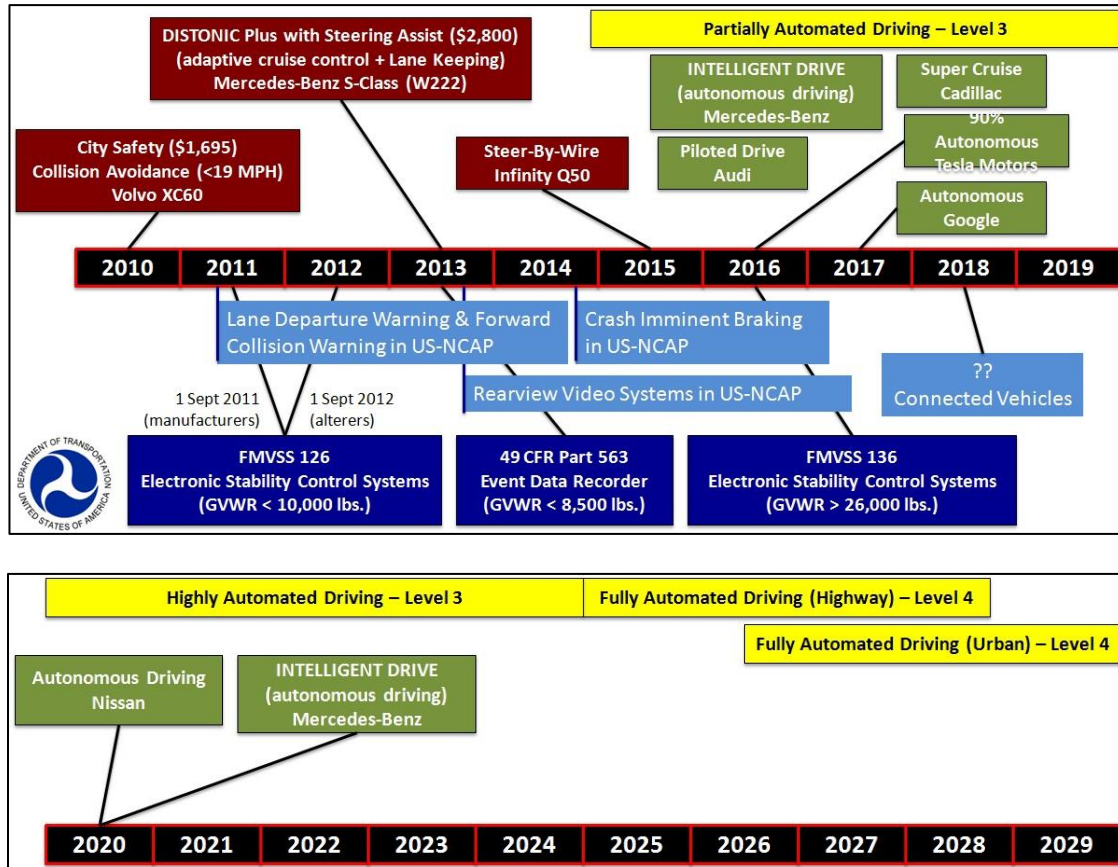 DISTONIC Plus with Steering Assist ($2,800)
(adaptive cruise control + Lane Keeping)
Mercedes-Benz S-Class (W222)
Partially Automated Driving – Level 3
INTELLIGENT DRIVE
(autonomous driving)
Mercedes-Benz
Super Cruise
Cadillac
City Safety ($1,695)
Collision Avoidance (<19 MPH)
Volvo XC60
Steer-By-Wire
Infinity Q50
Piloted Drive
Audi
90%
Autonomous
Tesla Motors
Autonomous
Google
2010 2011 2012 2013 2014 2015 2016 2017 2018 2019
Lane Departure Warning & Forward
Collision Warning in US-NCAP
Crash Imminent Braking
in US-NCAP
Rearview Video Systems in US-NCAP
??
Connected Vehicles
1 Sept 2011
(manufacturers)
1 Sept 2012
(alterers)
DEPARTMENT OF TRANSPORTATION
UNITED STATES OF AMERICA
FMVSS 126
Electronic Stability Control Systems
(GVWR < 10,000 lbs.)
49 CFR Part 563
Event Data Recorder
(GVWR < 8,500 lbs.)
FMVSS 136
Electronic Stability Control Systems
(GVWR > 26,000 lbs.)
Highly Automated Driving – Level 3
Fully Automated Driving (Highway) – Level 4
Fully Automated Driving (Urban) – Level 4
Autonomous Driving
Nissan
INTELLIGENT DRIVE
(autonomous driving)
Mercedes-Benz
2020 2021 2022 2023 2024 2025 2026 2027 2028 2029